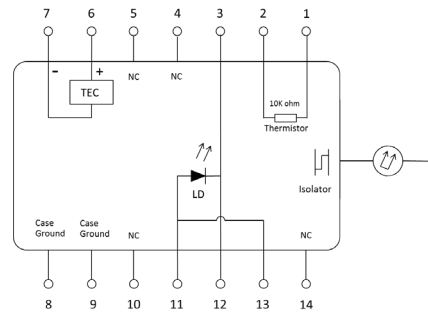 7 6 5 4 3 2 1
- +
TEC
NC NC
10K ohm
Thermistor
Isolator
LD
Case
Ground
Case
Ground
NC
NC
8 9 10 11 12 13 14